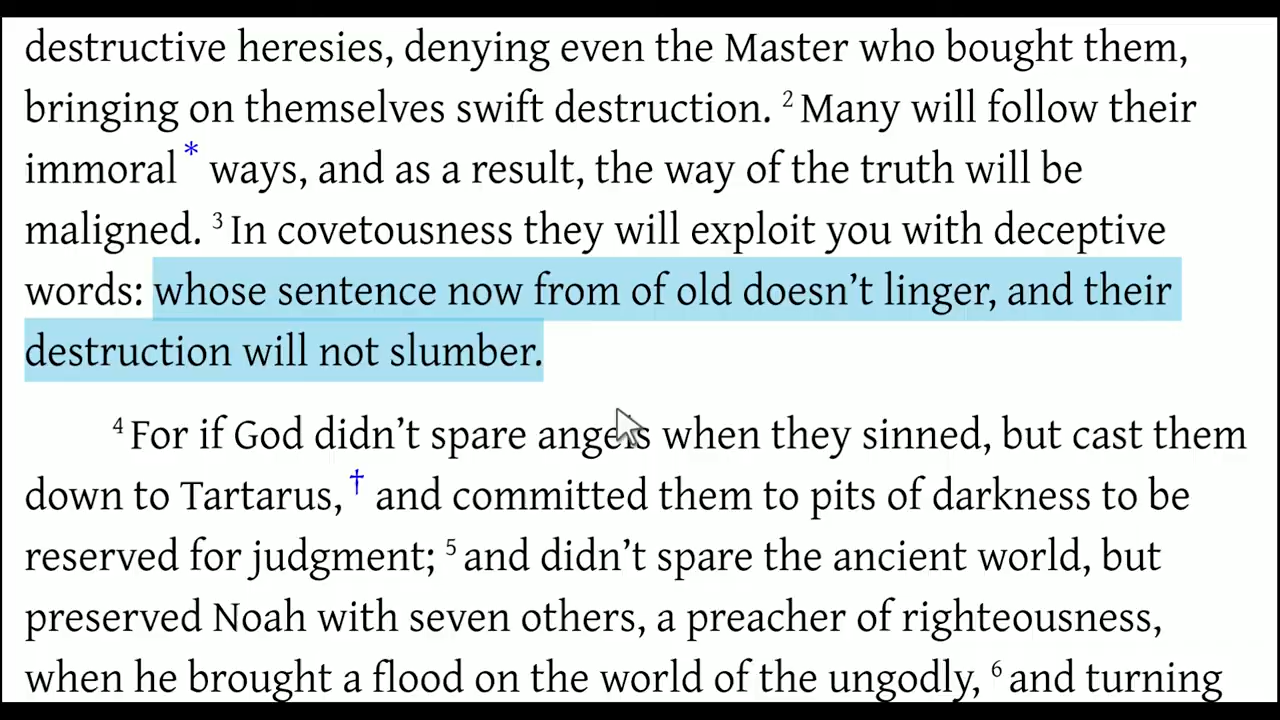 destructive heresies, denying even the Master who bought them,
bringing on themselves swift destruction. 2 Many will follow their
immoral * ways, and as a result, the way of the truth will be
maligned. 3 In covetousness they will exploit you with deceptive
words: whose sentence now from of old doesn’t linger, and their
destruction will not slumber.
4 For if God didn’t spare angels when they sinned, but cast them
down to Tartarus, † and committed them to pits of darkness to be
reserved for judgment; 5 and didn’t spare the ancient world, but
preserved Noah with seven others, a preacher of righteousness,
when he brought a flood on the world of the ungodly, 6 and turning